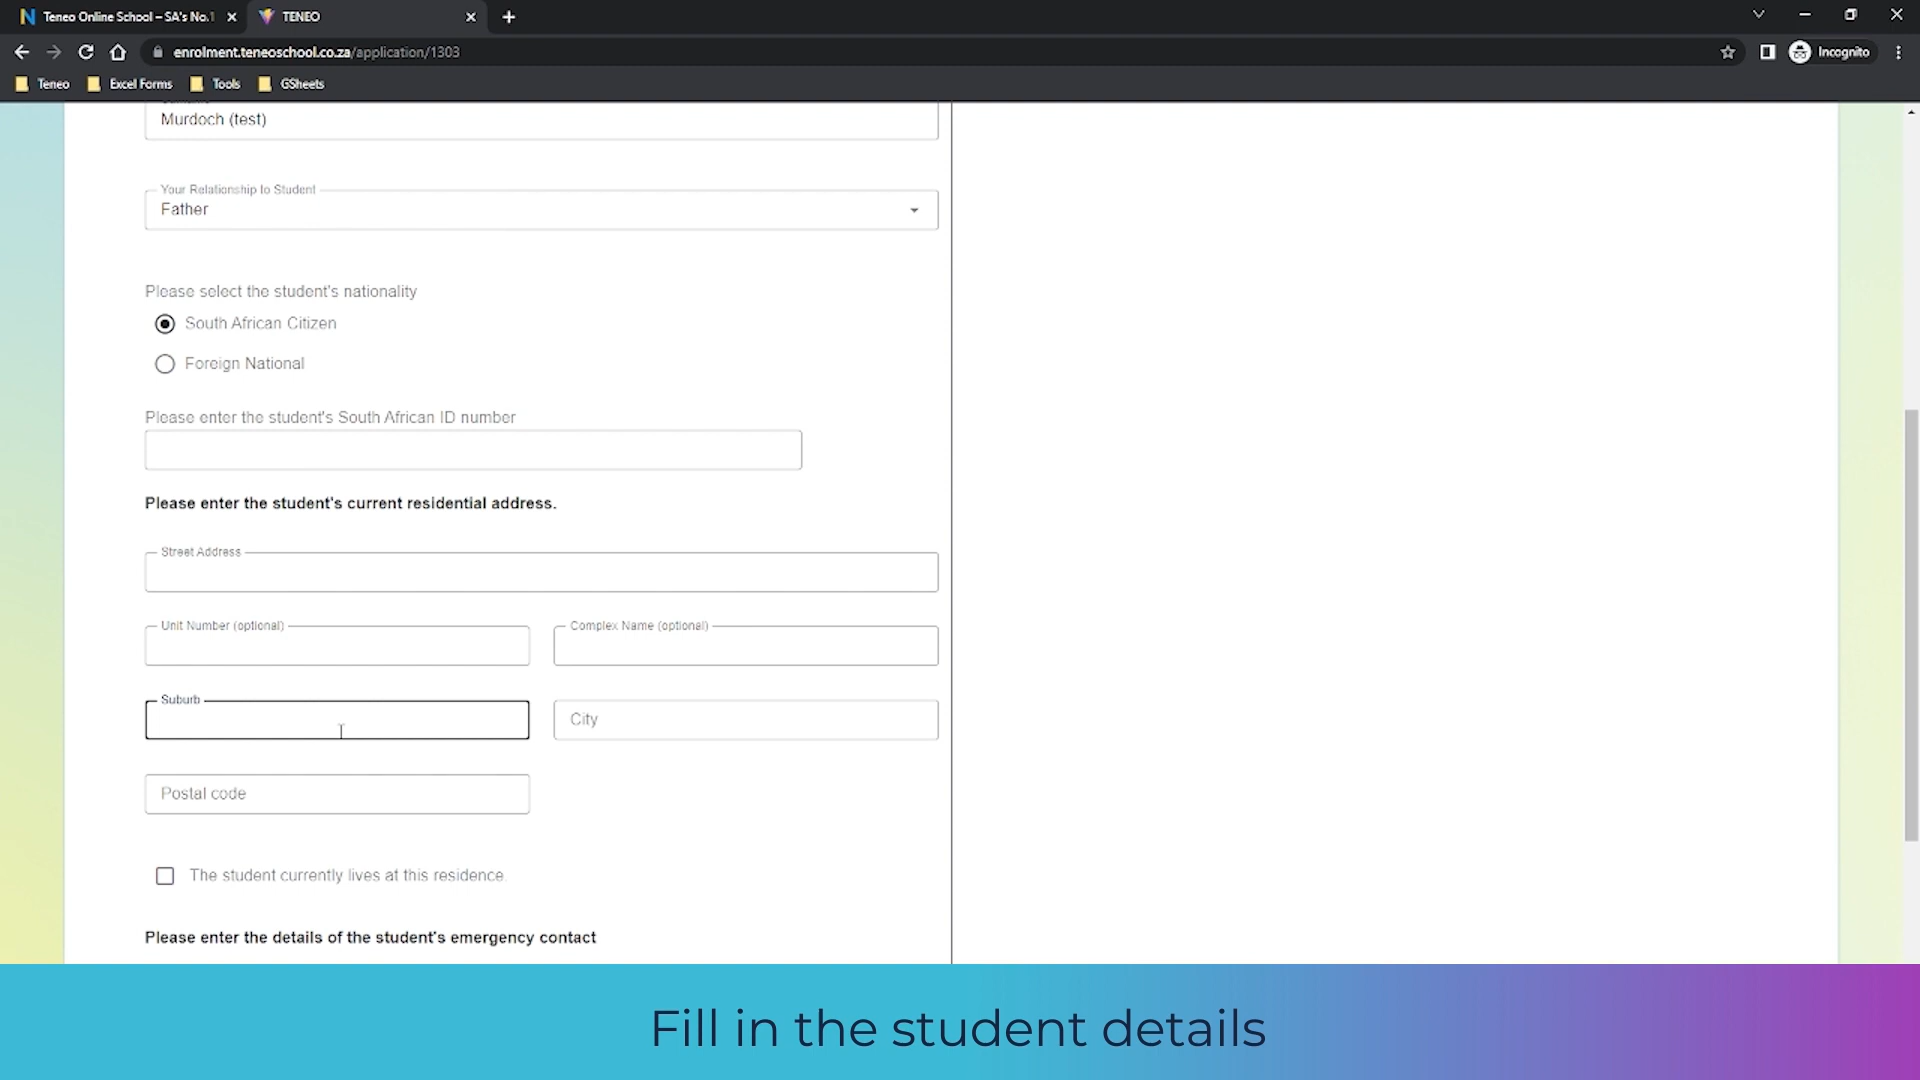 Teneo Online School – SA's No.1
TENEO
enrolment.teneoschool.co.za/application/1303
Incognito
Teneo
Excel Forms
Tools
GSheets
Murdoch (test)
Your Relationship to Student
Father
Please select the student's nationality
South African Citizen
Foreign National
Please enter the student's South African ID number
Please enter the student's current residential address.
Street Address
Unit Number (optional)
Complex Name (optional)
Suburb
City
Postal code
The student currently lives at this residence.
Please enter the details of the student's emergency contact
Fill in the student details